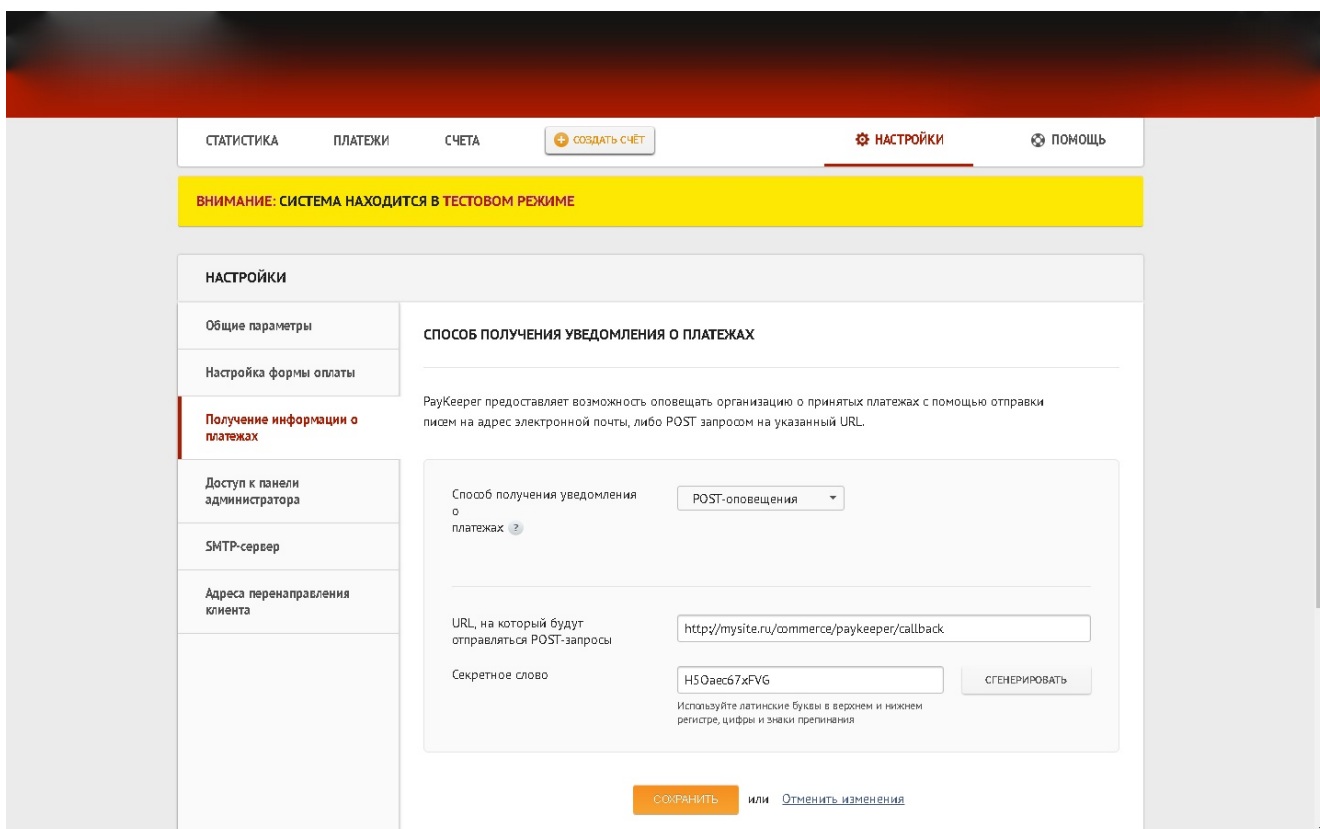 СТАТИСТИКА ПЛАТЕЖИ СЧЕТА СОЗДАТЬ СЧЁТ НАСТРОЙКИ ПОМОЩЬ
ВНИМАНИЕ: СИСТЕМА НАХОДИТСЯ В ТЕСТОВОМ РЕЖИМЕ
НАСТРОЙКИ
Общие параметры
Настройка формы оплаты
Получение информации о
платежах
Доступ к панели
администратора
SMTP-сервер
Адреса перенаправления
клиента
СПОСОБ ПОЛУЧЕНИЯ УВЕДОМЛЕНИЯ О ПЛАТЕЖАХ
PayKeeper предоставляет возможность оповещать организацию о принятых платежах с помощью отправки
писем на адрес электронной почты, либо POST запросом на указанный URL.
Способ получения уведомления
о
платежах ?
POST-оповещения
URL, на который будут
отправляться POST-запросы
http://mysite.ru/commerce/paykeeper/callback
Секретное слово
H5Oaec67xFVG
СГЕНЕРИРОВАТЬ
Используйте латинские буквы в верхнем и нижнем
регистре, цифры и знаки препинания
СОХРАНИТЬ или Отменить изменения